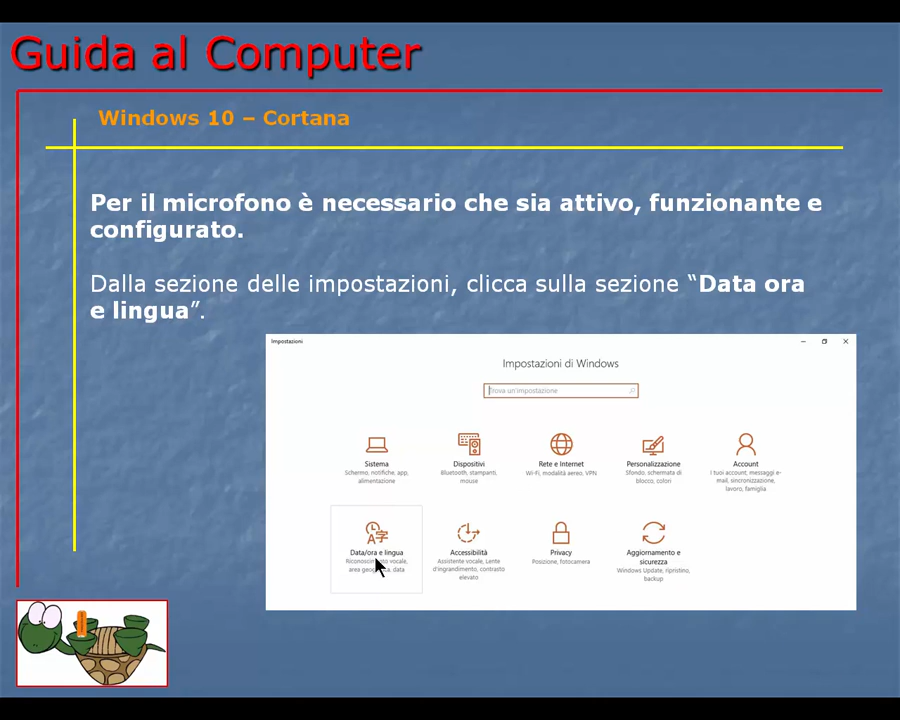 Guida al Computer
Windows 10 – Cortana
Per il microfono è necessario che sia attivo, funzionante e
configurato.
Dalla sezione delle impostazioni, clicca sulla sezione “Data ora
e lingua”.
Impostazioni
Impostazioni di Windows
Trova un'impostazione
Sistema
Schermo, notifiche, app,
alimentazione
Dispositivi
Bluetooth, stampanti,
mouse
Rete e Internet
Wi-Fi, modalità aereo, VPN
Personalizzazione
Sfondo, schermata di
blocco, colori
Account
I tuoi account, messaggi e-
mail, sincronizzazione,
lavoro, famiglia
Data/ora e lingua
vocale,
area data
Accessibilità
Assistente vocale, Lente
d'ingrandimento, contrasto
elevato
Privacy
Posizione, fotocamera
Aggiornamento e
sicurezza
Windows Update, ripristino,
backup